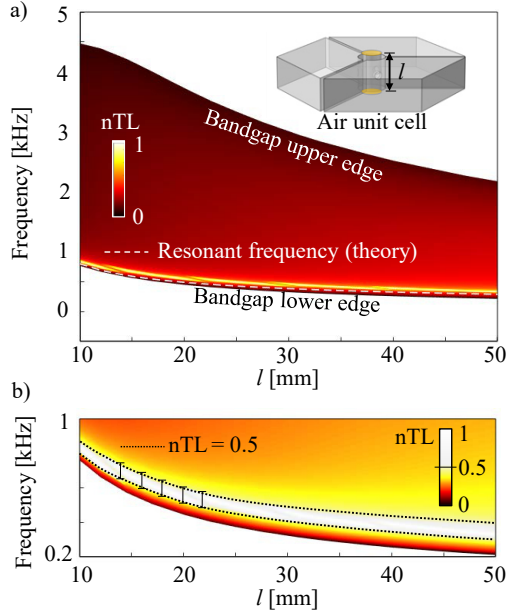 a)
5
4
3
2
1
0
Frequency [kHz]
l
Air unit cell
Bandgap upper edge
nTL
1
0
Resonant frequency (theory)
Bandgap lower edge
10
20
30
40
50
l [mm]
b)
1
0.2
Frequency [kHz]
nTL = 0.5
nTL
1
0.5
0
10
20
30
40
50
l [mm]